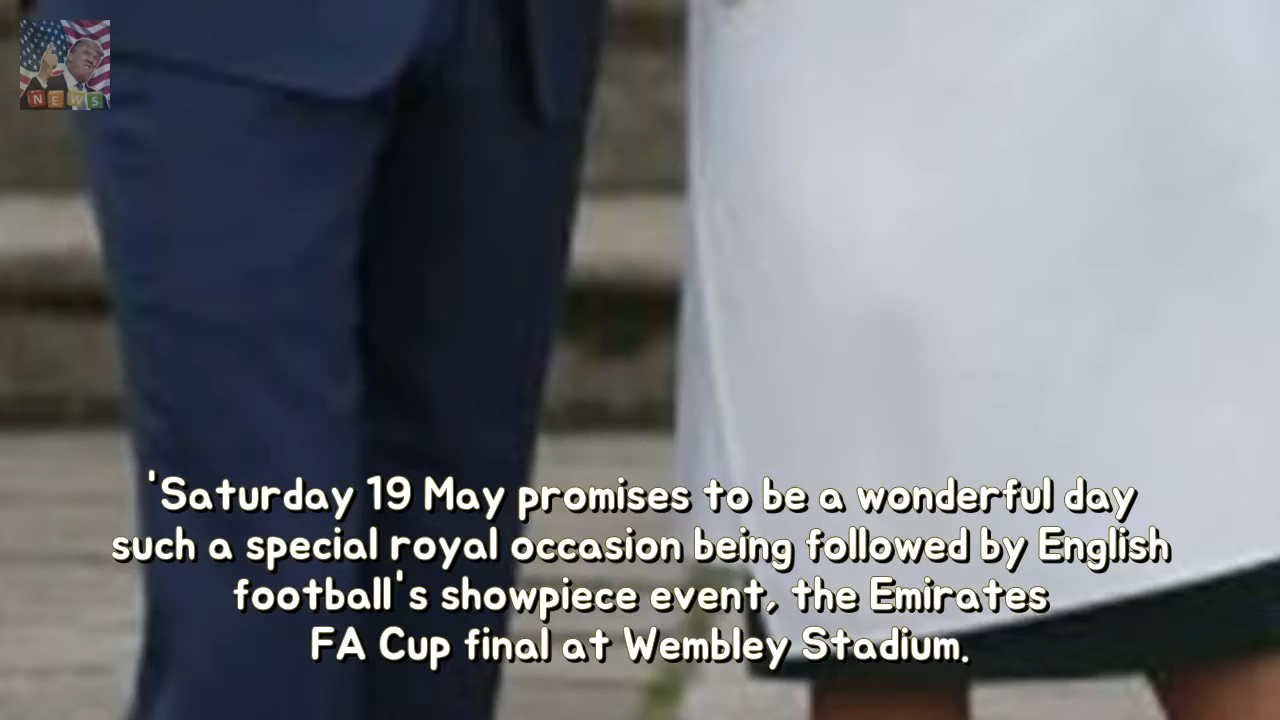 NEWS
'Saturday 19 May promises to be a wonderful day
such a special royal occasion being followed by English
football's showpiece event, the Emirates
FA Cup final at Wembley Stadium.